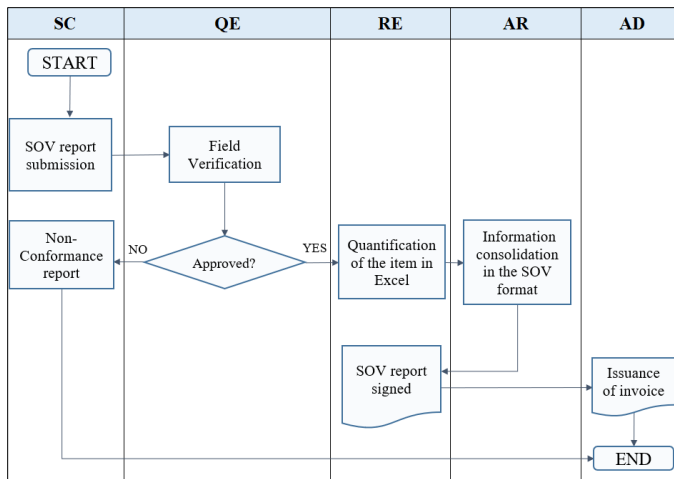 SC
QE
RE
AR
AD
START
SOV report
submission
Field
Verification
Non-
Conformance
report
NO
Approved?
YES
Quantification
of the item in
Excel
Information
consolidation
in the SOV
format
SOV report
signed
Issuance
of invoice
END